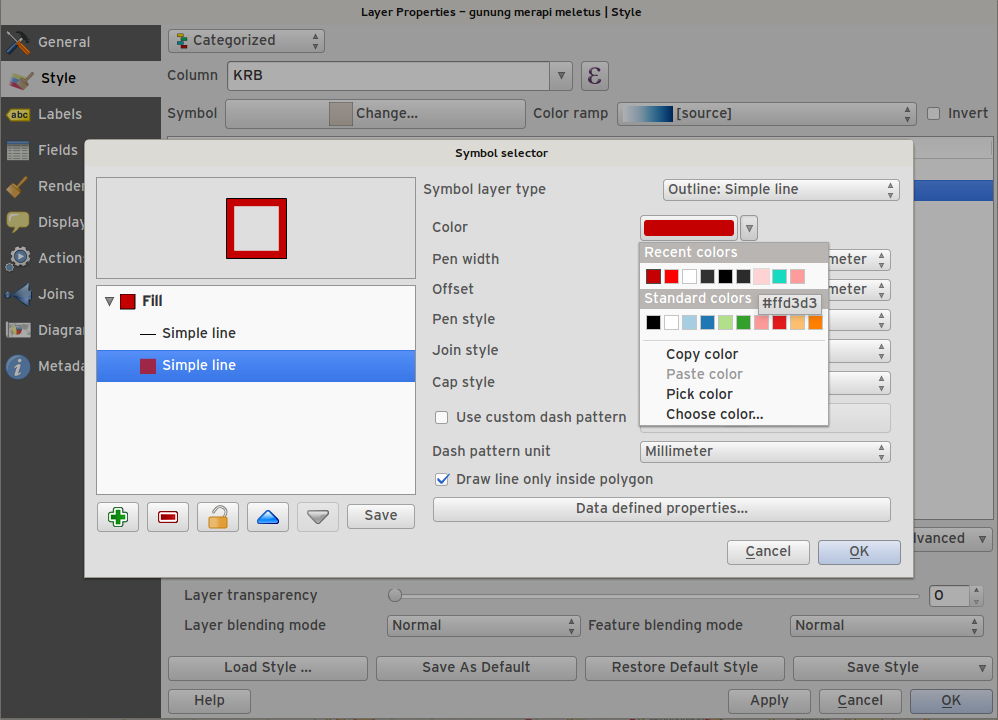 Layer Properties – gunung merapi meletus | Style
General
Style
abc Labels
Fields
Render
Display
Action
Joins
Diagra
Metada
Categorized
Column KRB ε
Symbol Change... Color ramp [source] Invert
Symbol selector
Symbol layer type Outline: Simple line
Color
Pen width meter
Offset meter
Pen style
Join style
Cap style
Use custom dash pattern
Dash pattern unit Millimeter
Draw line only inside polygon
Data defined properties...
Recent colors
Standard colors #ffd3d3
Copy color
Paste color
Pick color
Choose color...
Fill
Simple line
Simple line
Save
Cancel OK
lvanced
Layer transparency 0
Layer blending mode Normal Feature blending mode Normal
Load Style ... Save As Default Restore Default Style Save Style
Help Apply Cancel OK